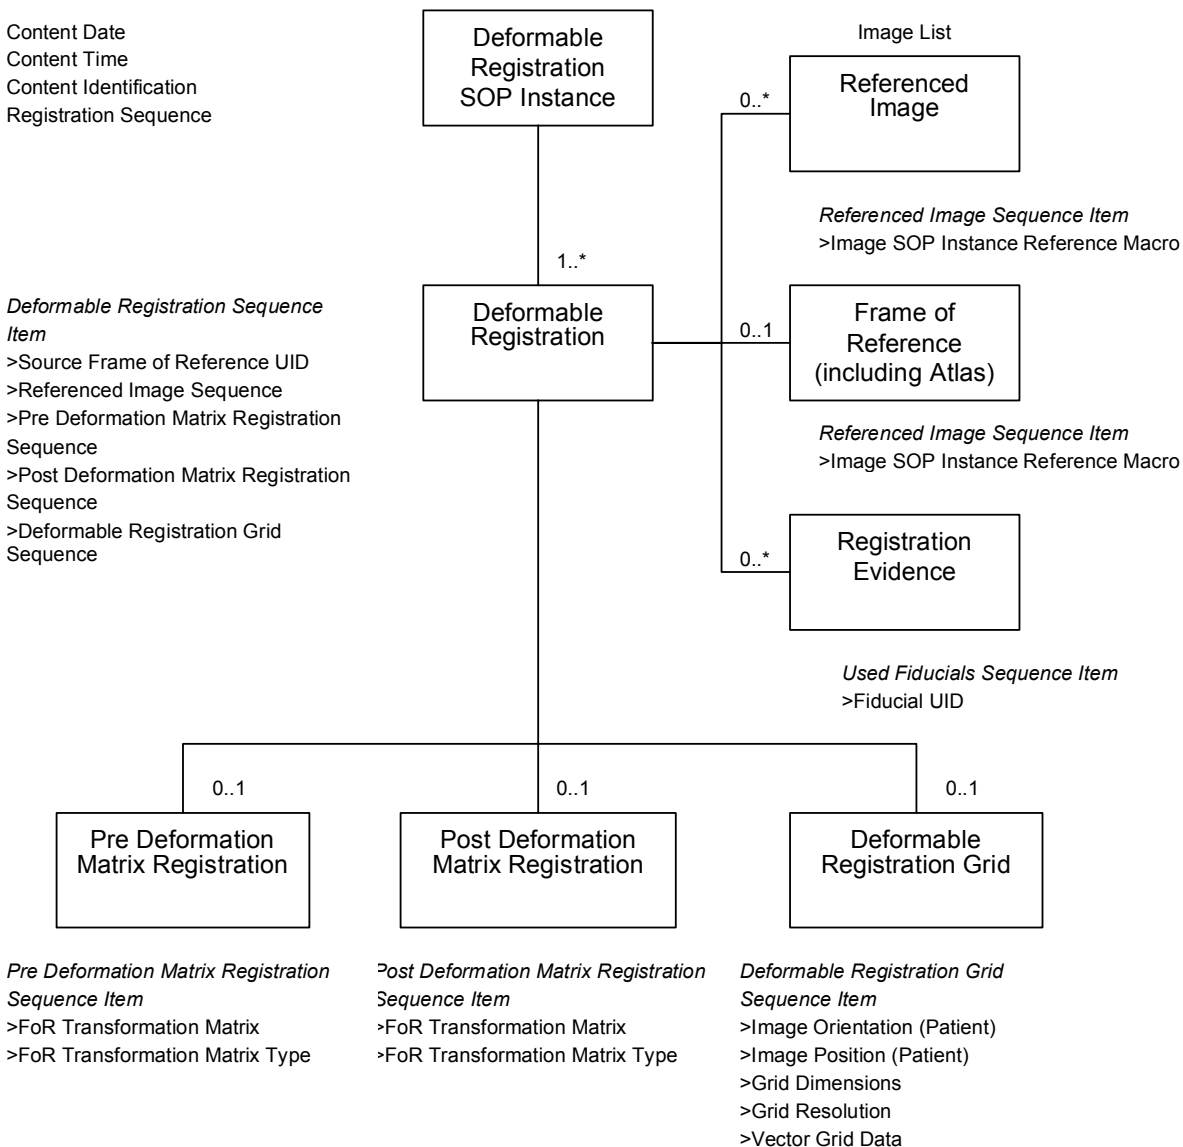 Content Date
Content Time
Content Identification
Registration Sequence
Deformable
Registration
SOP Instance
Image List
Referenced
Image
0..*
Referenced Image Sequence Item
>Image SOP Instance Reference Macro
1..*
Deformable Registration Sequence
Item
>Source Frame of Reference UID
>Referenced Image Sequence
>Pre Deformation Matrix Registration
Sequence
>Post Deformation Matrix Registration
Sequence
>Deformable Registration Grid
Sequence
Deformable
Registration
0..1
Frame of
Reference
(including Atlas)
Referenced Image Sequence Item
>Image SOP Instance Reference Macro
0..*
Registration
Evidence
Used Fiducials Sequence Item
>Fiducial UID
0..1
0..1
0..1
Pre Deformation
Matrix Registration
Post Deformation
Matrix Registration
Deformable
Registration Grid
Pre Deformation Matrix Registration
Sequence Item
>FoR Transformation Matrix
>FoR Transformation Matrix Type
Post Deformation Matrix Registration
Sequence Item
>FoR Transformation Matrix
>FoR Transformation Matrix Type
Deformable Registration Grid
Sequence Item
>Image Orientation (Patient)
>Image Position (Patient)
>Grid Dimensions
>Grid Resolution
>Vector Grid Data